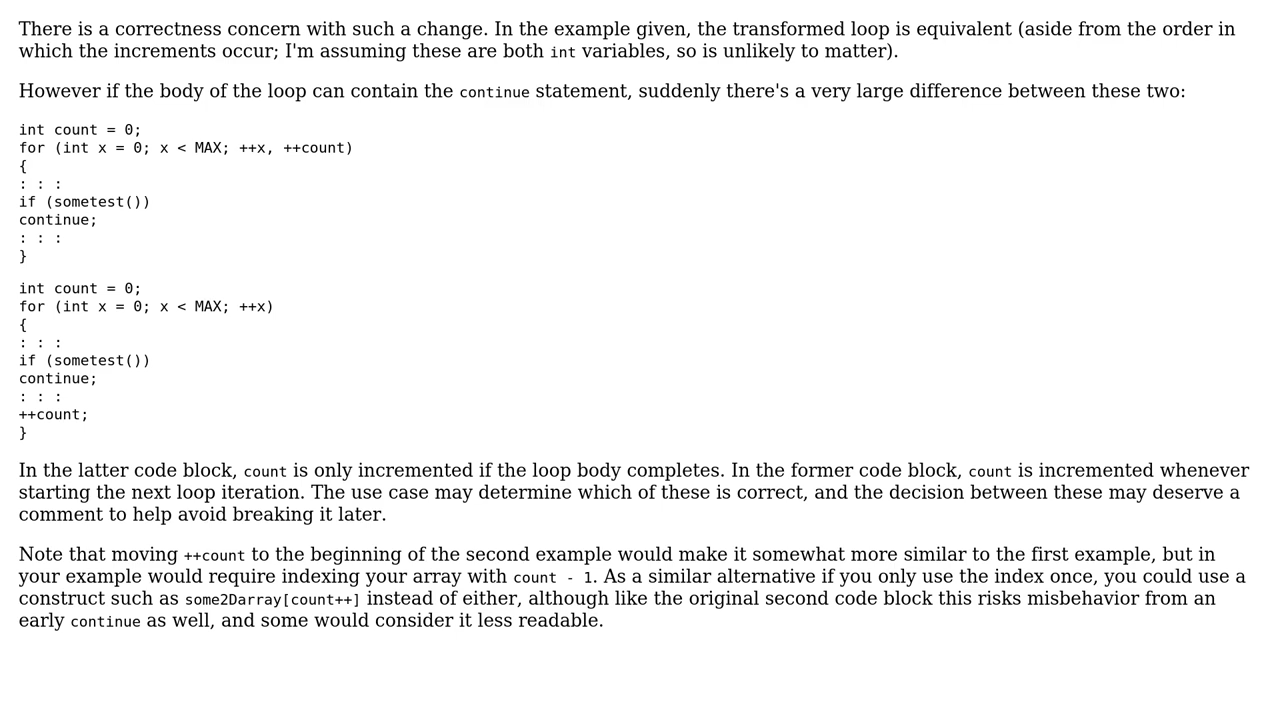 There is a correctness concern with such a change. In the example given, the transformed loop is equivalent (aside from the order in
which the increments occur; I'm assuming these are both int variables, so is unlikely to matter).
However if the body of the loop can contain the continue statement, suddenly there's a very large difference between these two:
int count = 0;
for (int x = 0; x < MAX; ++x, ++count)
{
: : :
if (sometest())
continue;
: : :
}
int count = 0;
for (int x = 0; x < MAX; ++x)
{
: : :
if (sometest())
continue;
: : :
++count;
}
In the latter code block, count is only incremented if the loop body completes. In the former code block, count is incremented whenever
starting the next loop iteration. The use case may determine which of these is correct, and the decision between these may deserve a
comment to help avoid breaking it later.
Note that moving ++count to the beginning of the second example would make it somewhat more similar to the first example, but in
your example would require indexing your array with count - 1. As a similar alternative if you only use the index once, you could use a
construct such as some2Darray[count++] instead of either, although like the original second code block this risks misbehavior from an
early continue as well, and some would consider it less readable.